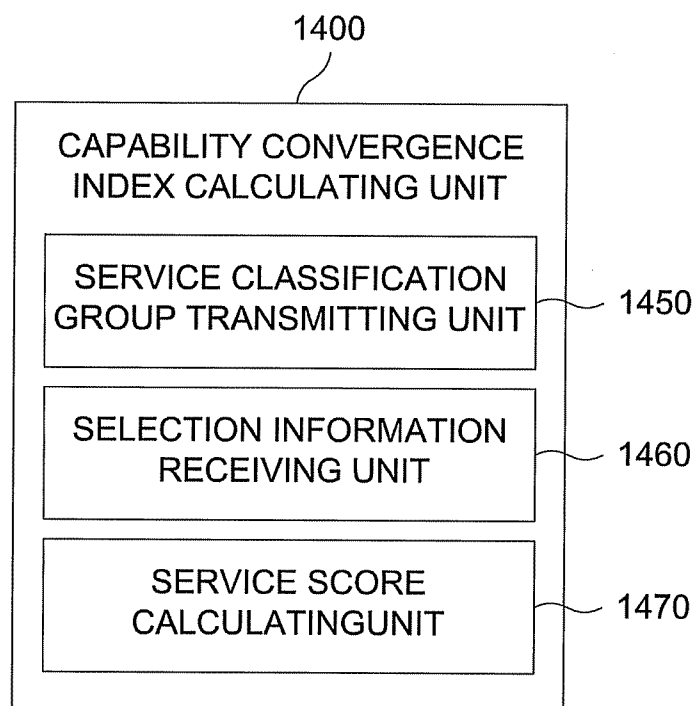 1400
CAPABILITY CONVERGENCE
INDEX CALCULATING UNIT
SERVICE CLASSIFICATION
GROUP TRANSMITTING UNIT
1450
SELECTION INFORMATION
RECEIVING UNIT
1460
SERVICE SCORE
CALCULATINGUNIT
1470